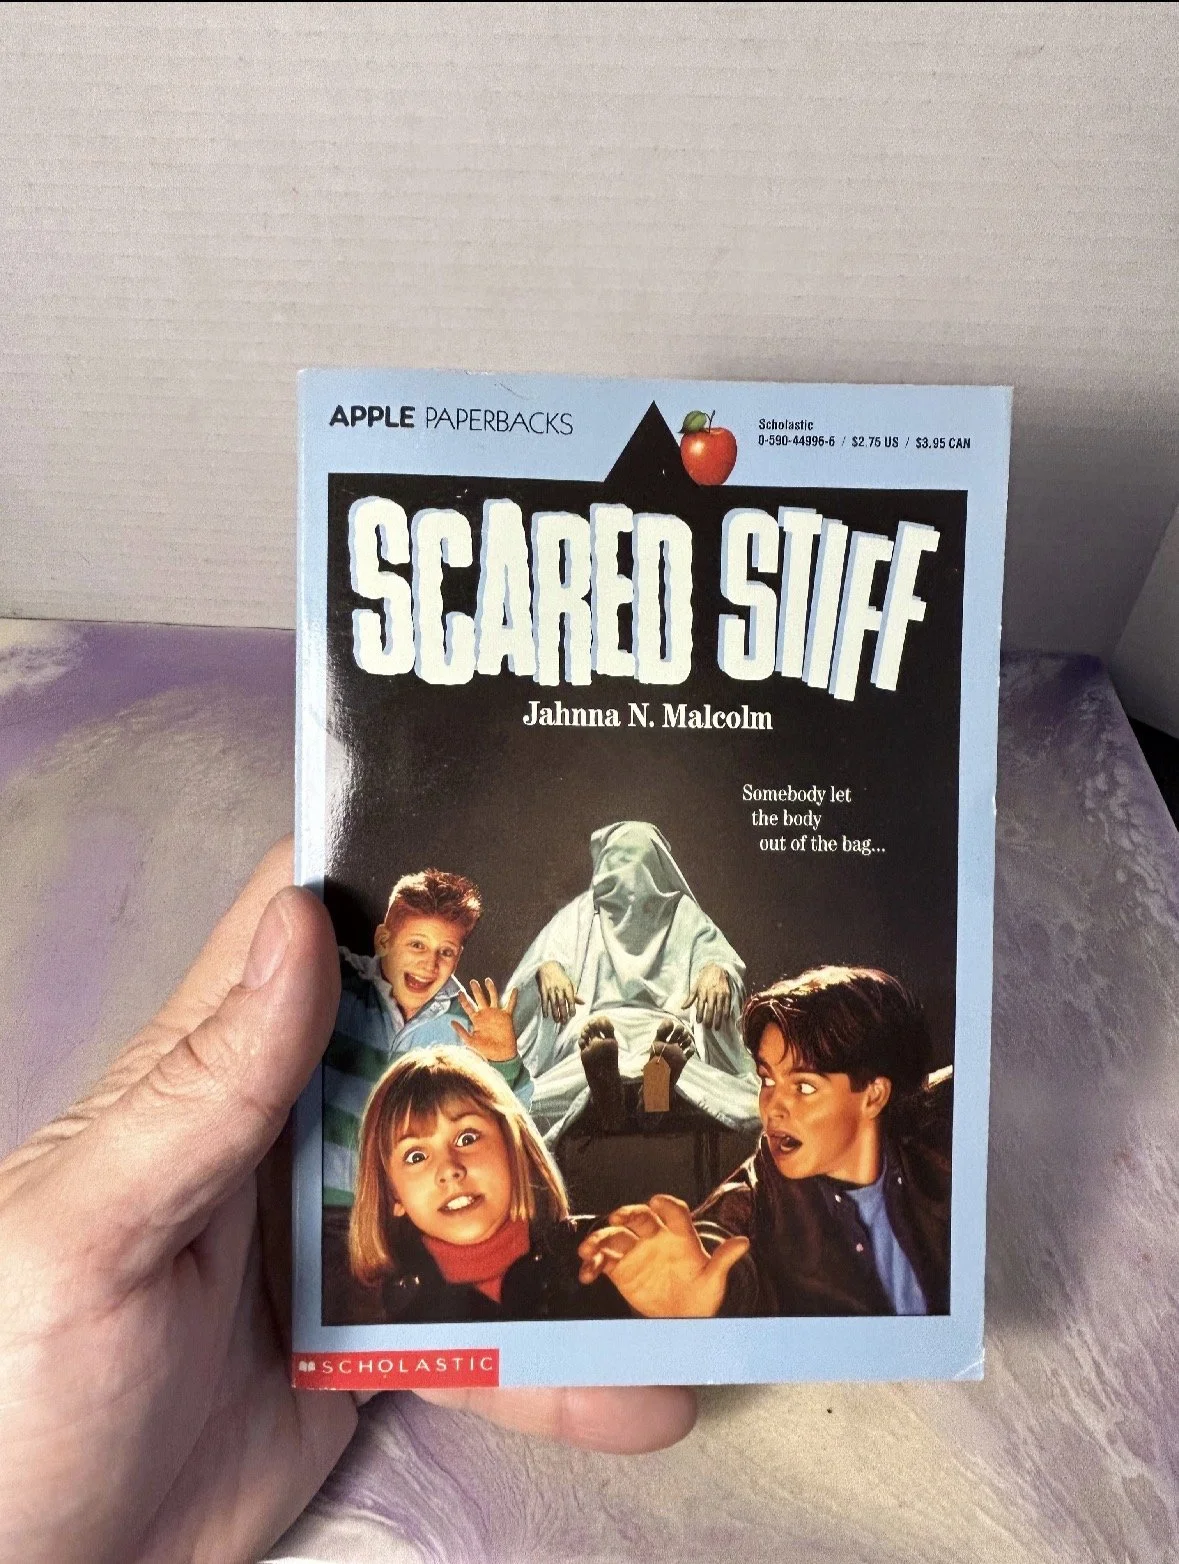 APPLE PAPERBACKS
Scholastic
0-590-44996-6 / $2.75 US / $3.95 CAN
SCARED STIFF
Jahnna N. Malcolm
Somebody let
the body
out of the bag...
SCHOLASTIC